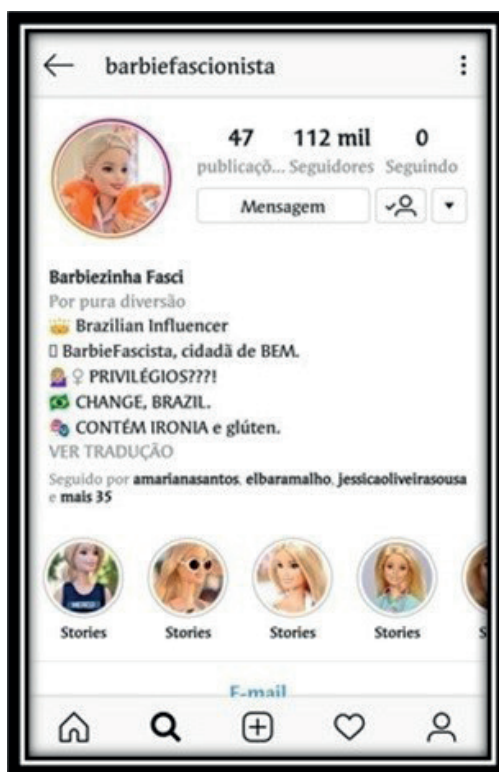 barbiefascionista
47 112 mil 0
publicaçõ... Seguidores Seguindo
Mensagem
Barbiezinha Fasci
Por pura diversão
👑 Brazilian Influencer
▯ BarbieFascista, cidadã de BEM.
💁🏼 ♀ PRIVILÉGIOS???!
🇧🇷 CHANGE, BRAZIL.
🎭 CONTÉM IRONIA e glúten.
VER TRADUÇÃO
Seguido por amarianasantos, elbaramalho, jessicaoliveirasousa
e mais 35
Stories Stories Stories Stories S
E-mail